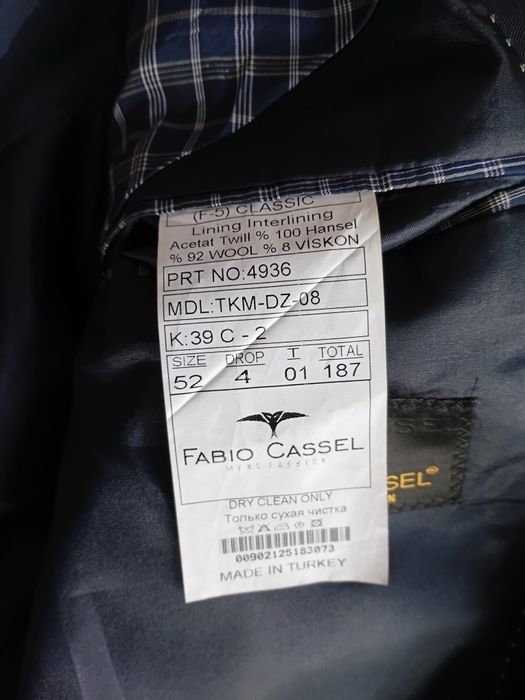 (F-5) CLASSIC
Lining Interlining
Acetat Twill % 100 Hansel
% 92 WOOL % 8 VİSKON
PRT NO:4936
MDL:TKM-DZ-08
K:39 C - 2
SIZE DROP I TOTAL
52 4 01 187
FABIO CASSEL
MENS FASHION
DRY CLEAN ONLY
Только сухая чистка
00902125183073
MADE IN TURKEY
SEL®
N